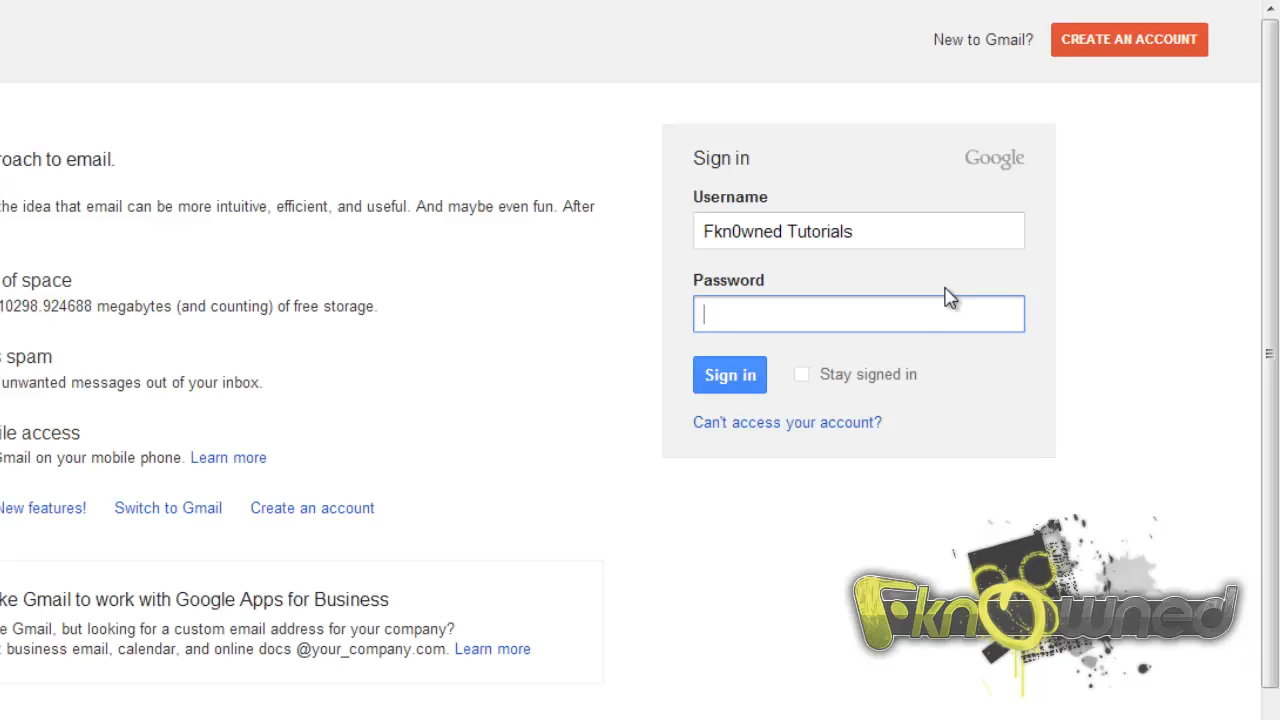 New to Gmail? CREATE AN ACCOUNT
roach to email.
the idea that email can be more intuitive, efficient, and useful. And maybe even fun. After
of space
10298.924688 megabytes (and counting) of free storage.
s spam
unwanted messages out of your inbox.
ile access
Gmail on your mobile phone. Learn more
New features! Switch to Gmail Create an account
ke Gmail to work with Google Apps for Business
e Gmail, but looking for a custom email address for your company?
t business email, calendar, and online docs @your_company.com. Learn more
Sign in Google
Username
Fkn0wned Tutorials
Password
Sign in Stay signed in
Can't access your account?
Fkn0wned